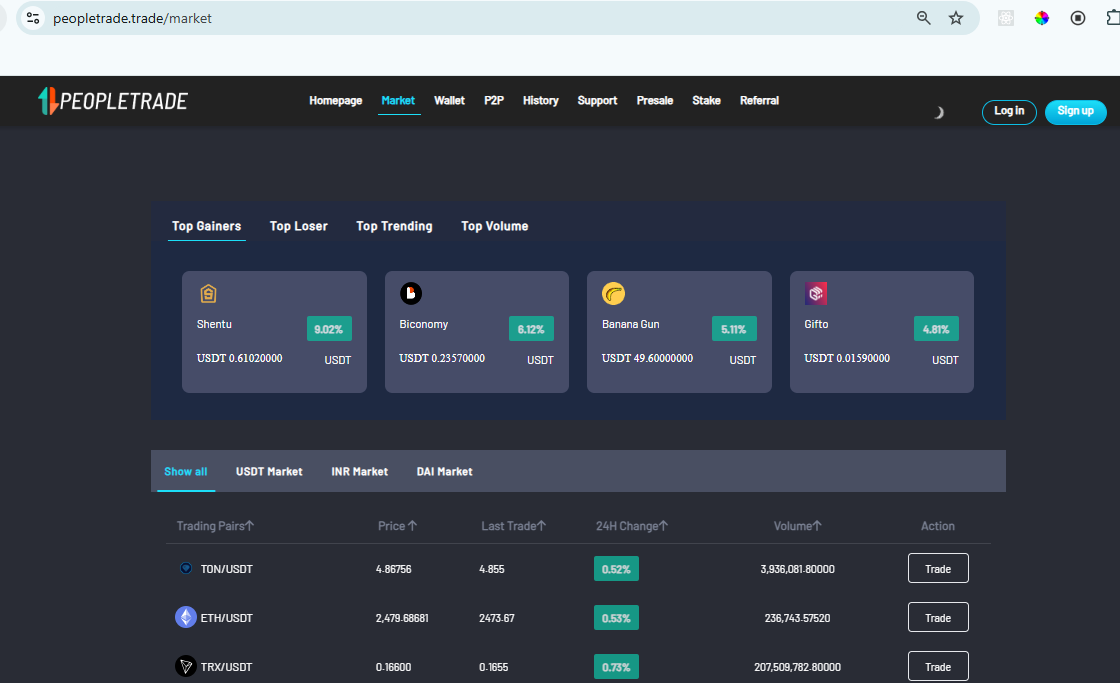 peopletrade.trade/market
PEOPLETRADE
Homepage Market Wallet P2P History Support Presale Stake Referral
Log in Sign up
Top Gainers Top Loser Top Trending Top Volume
Shentu 9.02%
USDT 0.61020000 USDT
Biconomy 6.12%
USDT 0.23570000 USDT
Banana Gun 5.11%
USDT 49.60000000 USDT
Gifto 4.81%
USDT 0.01590000 USDT
Show all USDT Market INR Market DAI Market
Trading Pairs↑ Price ↑ Last Trade↑ 24H Change↑ Volume↑ Action
TON/USDT 4.86756 4.855 0.52% 3,936,081.80000 Trade
ETH/USDT 2,479.68681 2473.67 0.53% 236,743.57520 Trade
TRX/USDT 0.16600 0.1655 0.73% 207,509,782.80000 Trade